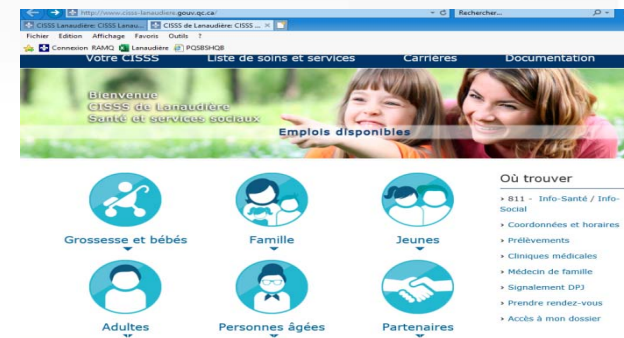 http://www.cisss-lanaudiere.gouv.qc.ca/
Rechercher...
CISSS Lanaudière: CISSS Lanau...
CISSS de Lanaudière: CISSS ...
Fichier Edition Affichage Favoris Outils ?
Connexion RAMQ Lanaudière PQSBSHQB
Votre CISSS Liste de soins et services Carrières Documentation
Bienvenue
CISSS de Lanaudière
Santé et services sociaux
Emplois disponibles
Où trouver
› 811 - Info-Santé / Info-
Social
› Coordonnées et horaires
› Prélèvements
› Cliniques médicales
› Médecin de famille
› Signalement DPJ
› Prendre rendez-vous
› Accès à mon dossier
Grossesse et bébés Famille Jeunes
Adultes Personnes âgées Partenaires